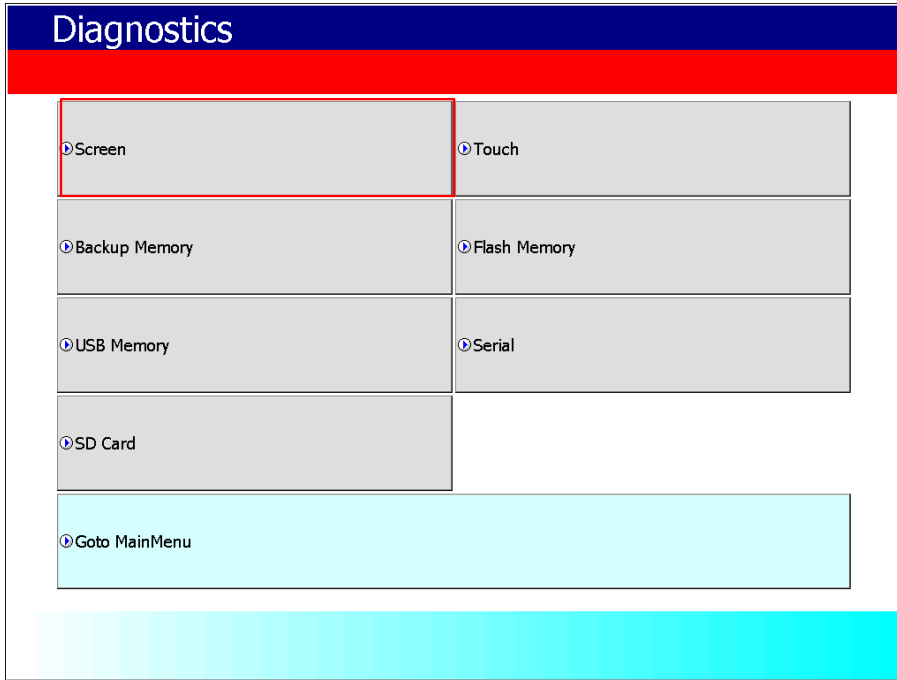 Diagnostics
Screen
Touch
Backup Memory
Flash Memory
USB Memory
Serial
SD Card
Goto MainMenu